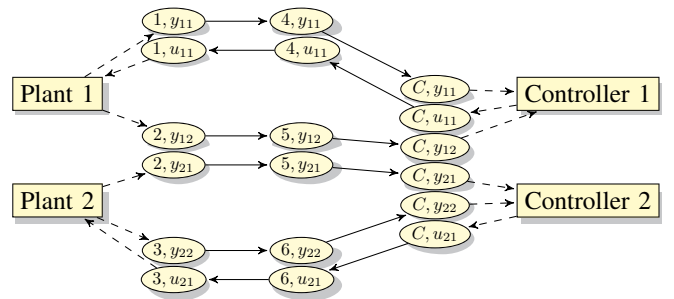 1, y₁₁ 4, y₁₁
1, u₁₁ 4, u₁₁
Plant 1 C, y₁₁ Controller 1
C, u₁₁
2, y₁₂ 5, y₁₂ C, y₁₂
2, y₂₁ 5, y₂₁ C, y₂₁
Plant 2 C, y₂₂ Controller 2
C, u₂₁
3, y₂₂ 6, y₂₂
3, u₂₁ 6, u₂₁